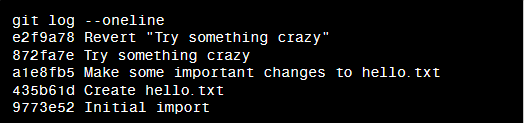 git log --oneline
e2f9a78 Revert "Try something crazy"
872fa7e Try something crazy
a1e8fb5 Make some important changes to hello.txt
435b61d Create hello.txt
9773e52 Initial import